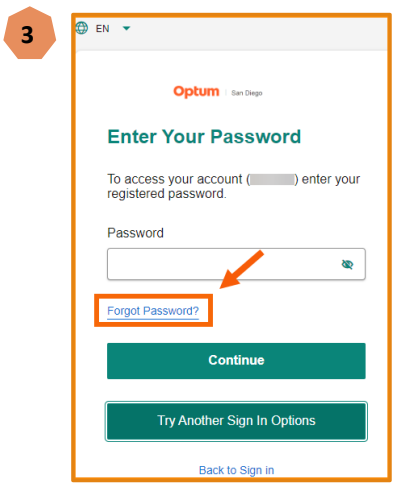 3
EN
Optum San Diego
Enter Your Password
To access your account ( ) enter your
registered password.
Password
Forgot Password?
Continue
Try Another Sign In Options
Back to Sign in